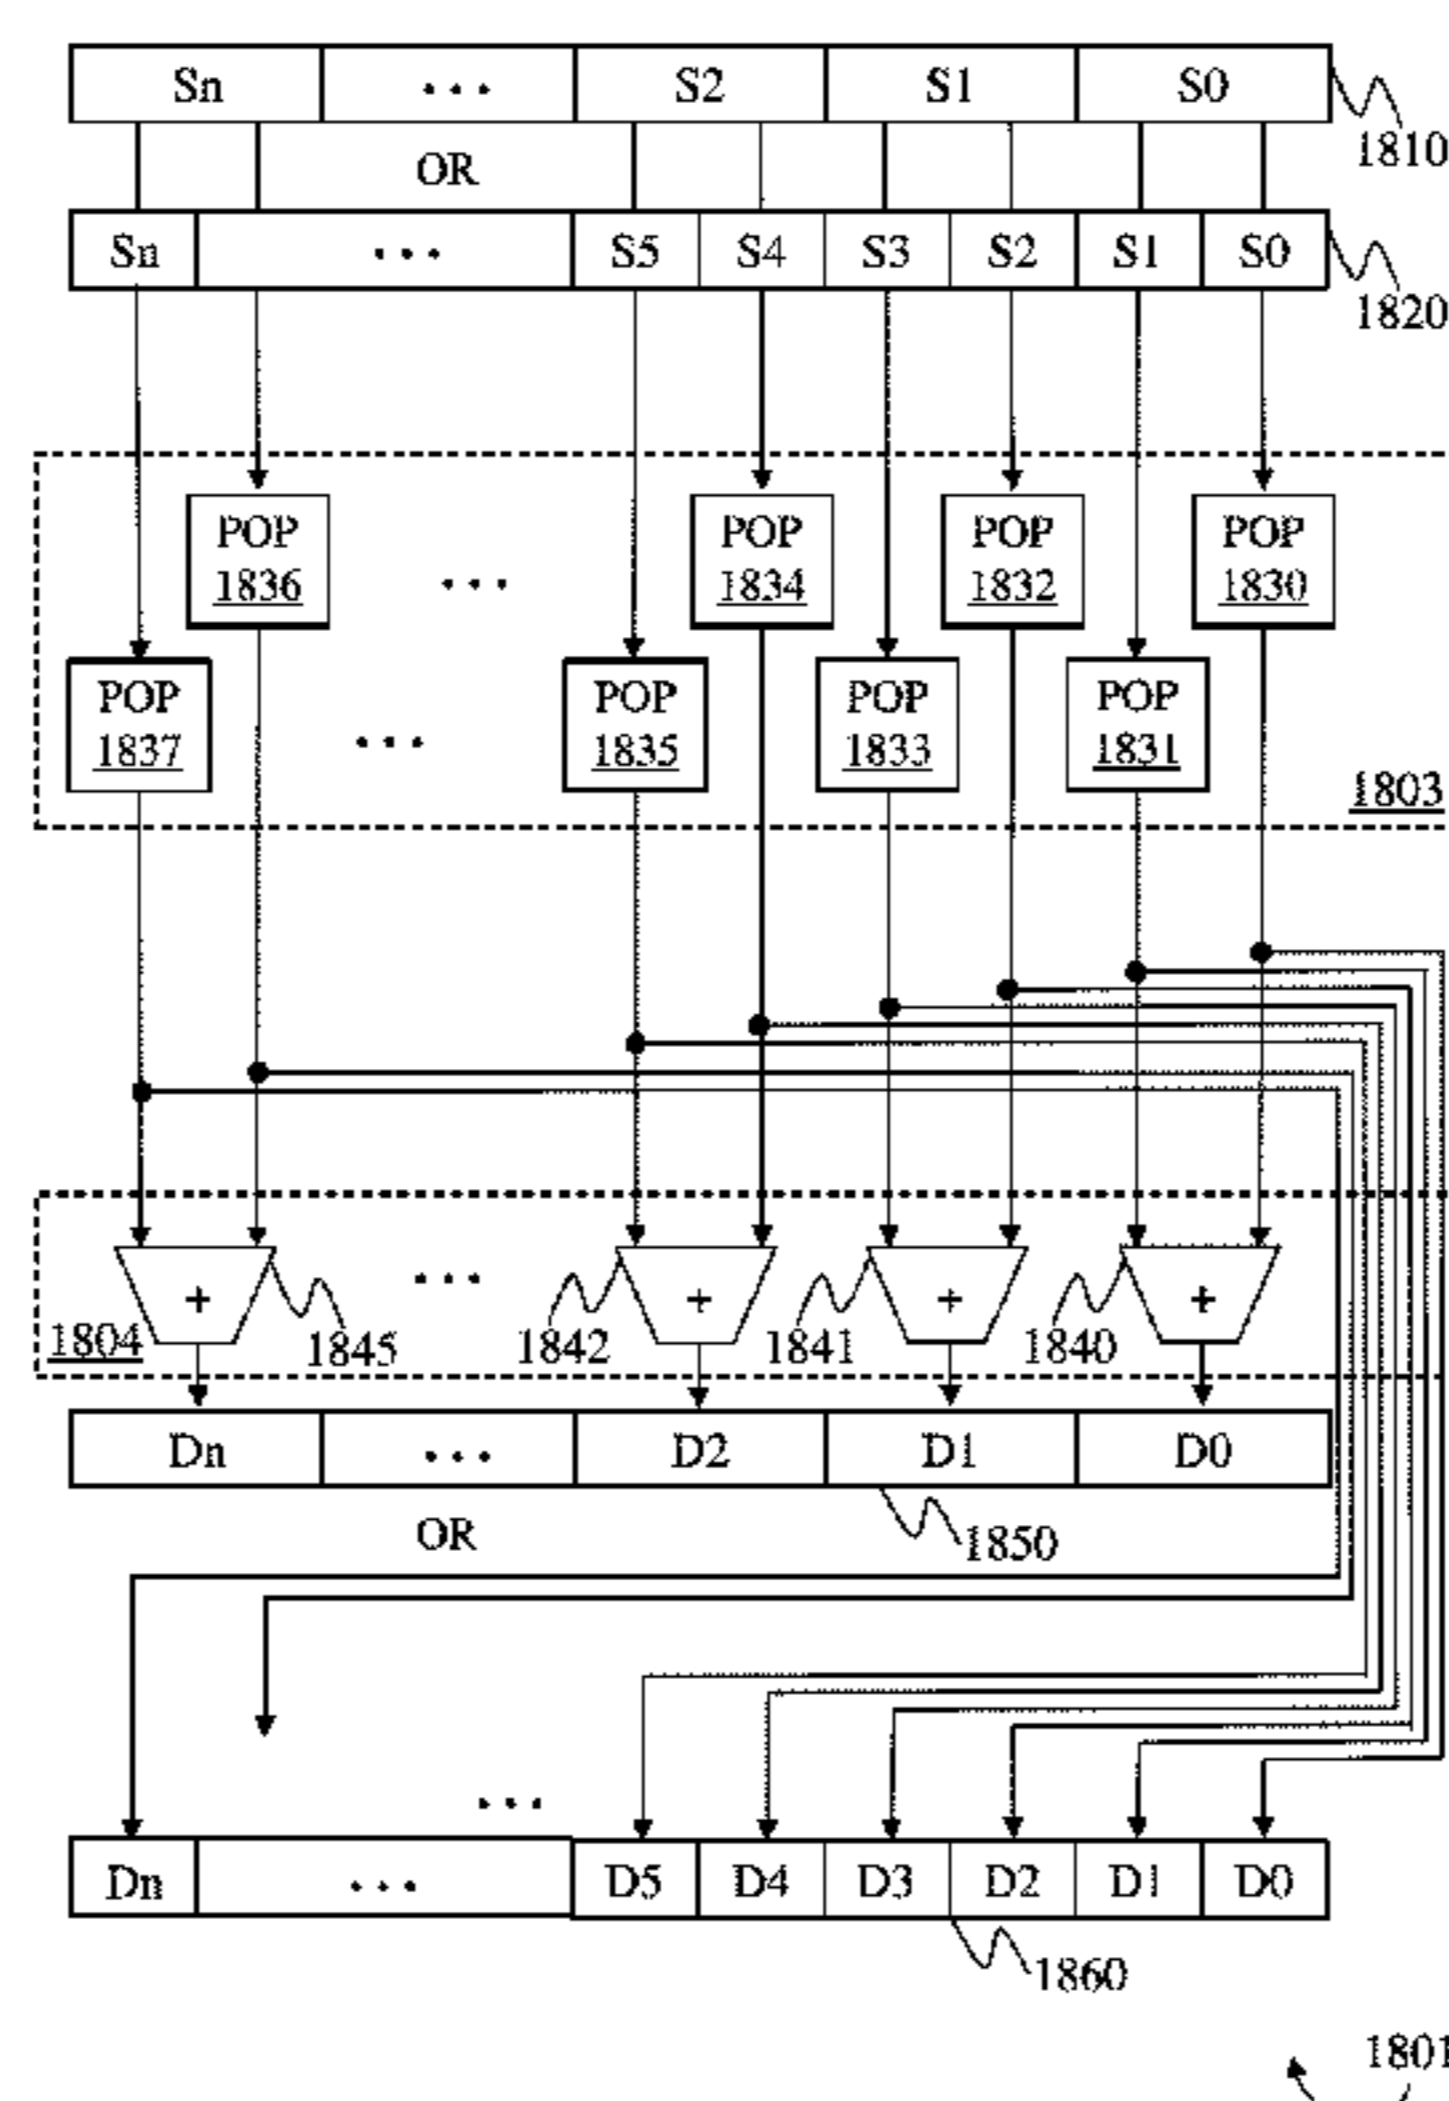 Sn ... S2 S1 S0
1810
OR
Sn ... S5 S4 S3 S2 S1 S0
1820
POP 1836
...
POP 1834
POP 1832
POP 1830
POP 1837
...
POP 1835
POP 1833
POP 1831
1803
+ + + +
...
1804
1845
1842
1841
1840
Dn ... D2 D1 D0
OR
1850
...
Dn ... D5 D4 D3 D2 D1 D0
1860
1801